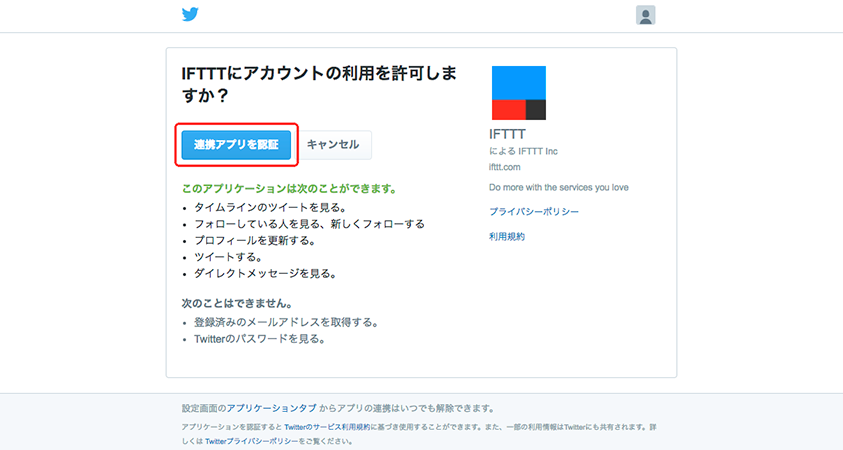 IFTTTにアカウントの利用を許可しま
すか？
連携アプリを認証
キャンセル
このアプリケーションは次のことができます。
• タイムラインのツイートを見る。
• フォローしている人を見る、新しくフォローする
• プロフィールを更新する。
• ツイートする。
• ダイレクトメッセージを見る。
次のことはできません。
• 登録済みのメールアドレスを取得する。
• Twitterのパスワードを見る。
IFTTT
による IFTTT Inc
ifttt.com
Do more with the services you love
プライバシーポリシー
利用規約
設定画面のアプリケーションタブ からアプリの連携はいつでも解除できます。
アプリケーションを認証すると Twitterのサービス利用規約に基づき使用することができます。また、一部の利用情報はTwitterにも共有されます。詳
しくは Twitterプライバシーポリシーをご覧ください。